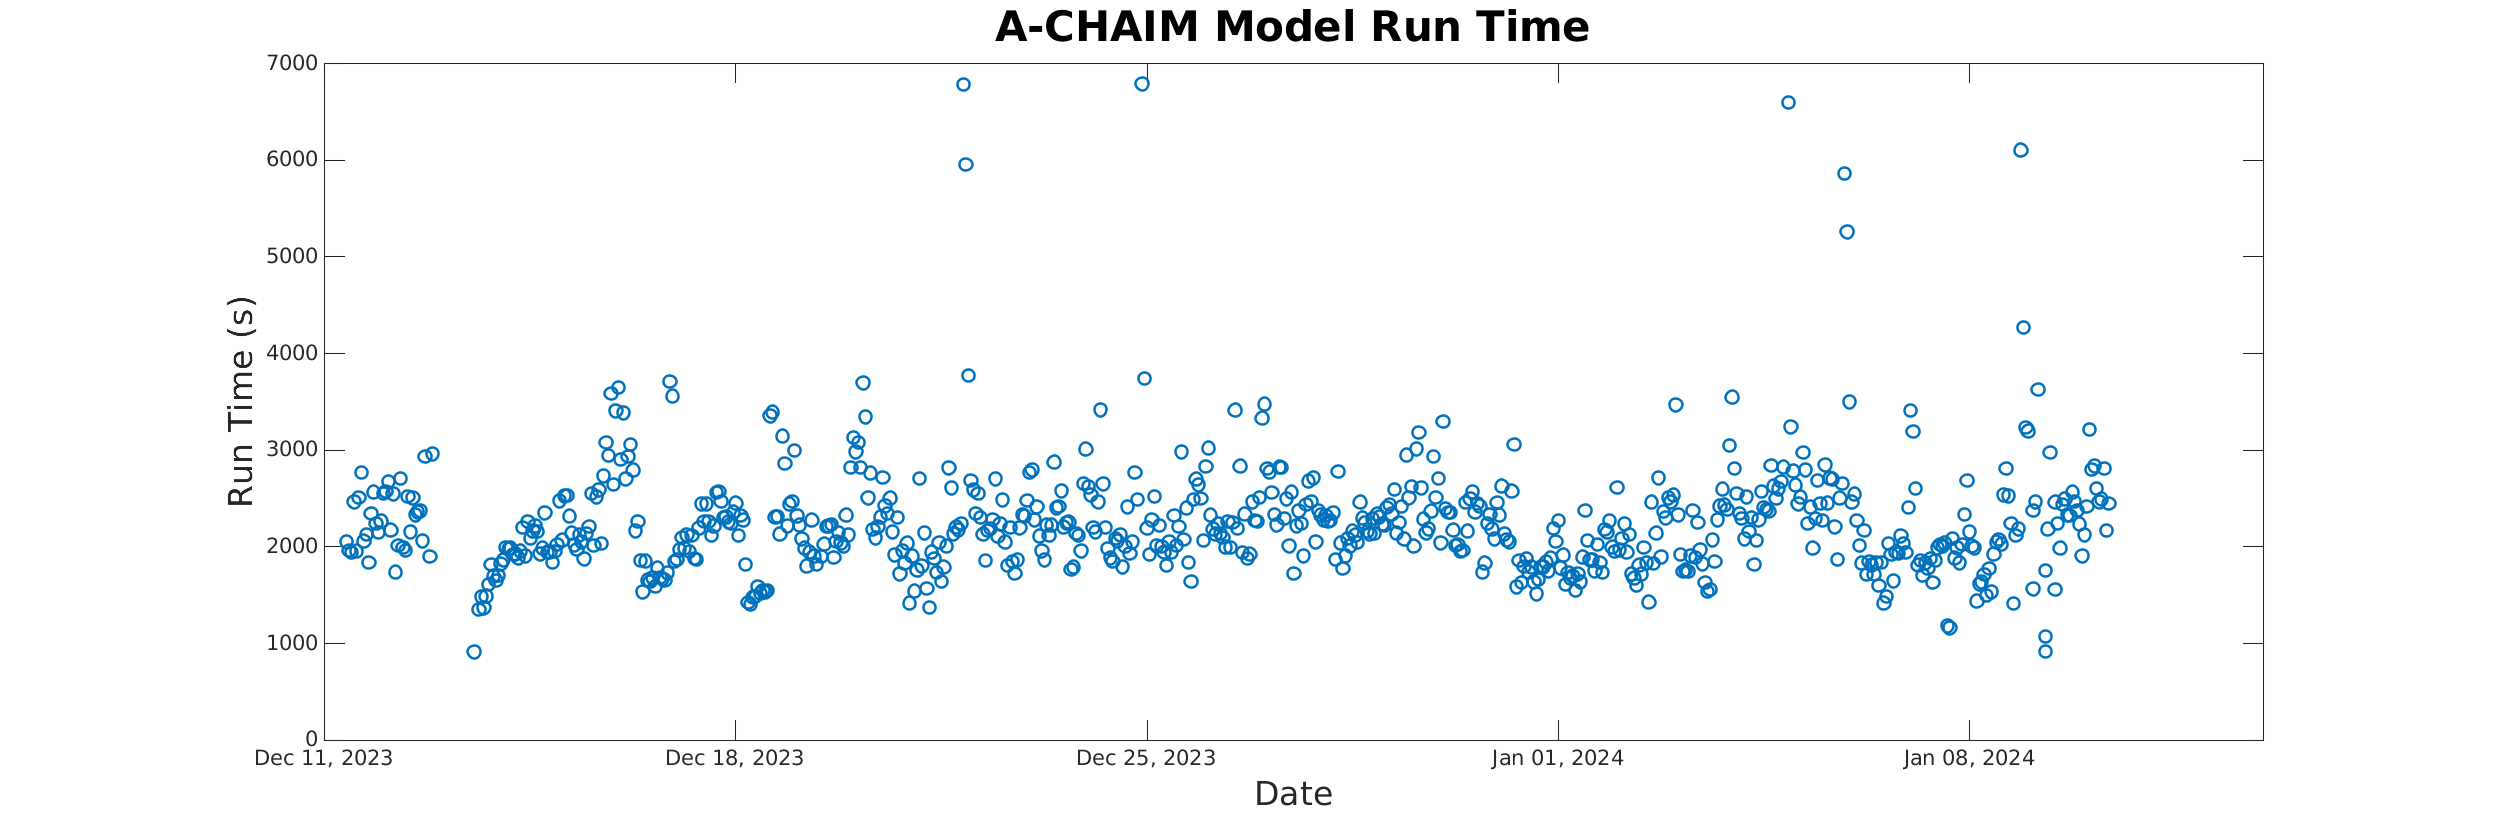 A-CHAIM Model Run Time
Run Time (s)
7000
6000
5000
4000
3000
2000
1000
0
Dec 11, 2023
Dec 18, 2023
Dec 25, 2023
Jan 01, 2024
Jan 08, 2024
Date